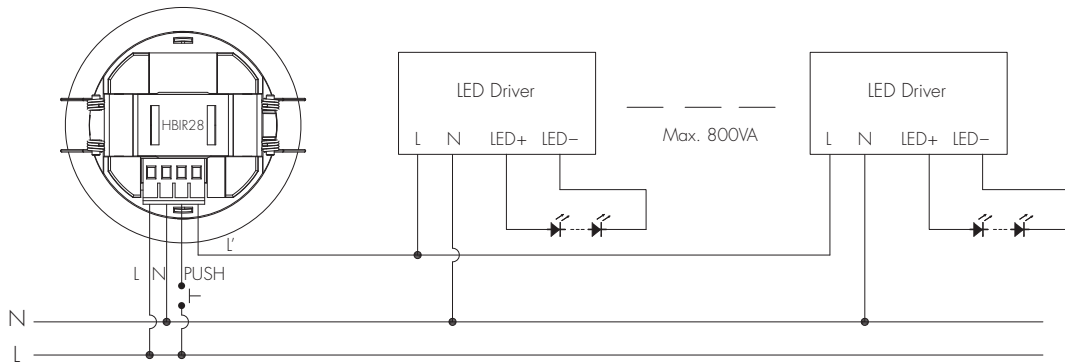 LED Driver
LED Driver
HBIR28
Max. 800VA
L N LED+ LED−
L N LED+ LED−
L'
L N PUSH
N
L